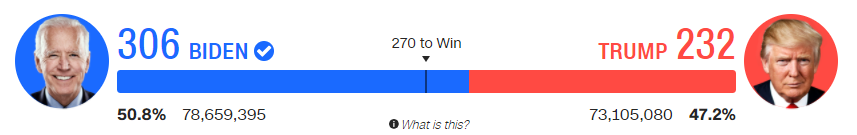 306 BIDEN
270 to Win
TRUMP 232
50.8% 78,659,395
73,105,080 47.2%
What is this?